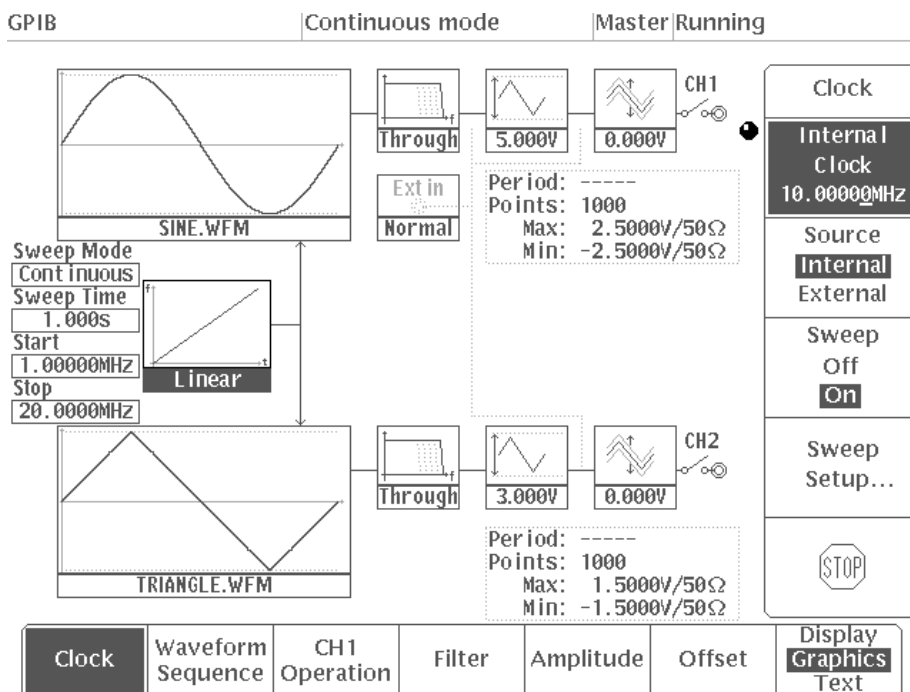 GPIB Continuous mode Master Running
CH1
Through 5.000V 0.000V
SINE.WFM
Ext in
Normal
Period: -----
Points: 1000
Max: 2.5000V/50Ω
Min: -2.5000V/50Ω
Sweep Mode
Continuous
Sweep Time
1.000s
Start
1.00000MHz
Stop
20.0000MHz
f
t
Linear
f
CH2
Through 3.000V 0.000V
f
TRIANGLE.WFM
Period: -----
Points: 1000
Max: 1.5000V/50Ω
Min: -1.5000V/50Ω
Clock
Internal
Clock
10.00000MHz
Source
Internal
External
Sweep
Off
On
Sweep
Setup...
STOP
Clock
Waveform
Sequence
CH1
Operation
Filter
Amplitude
Offset
Display
Graphics
Text